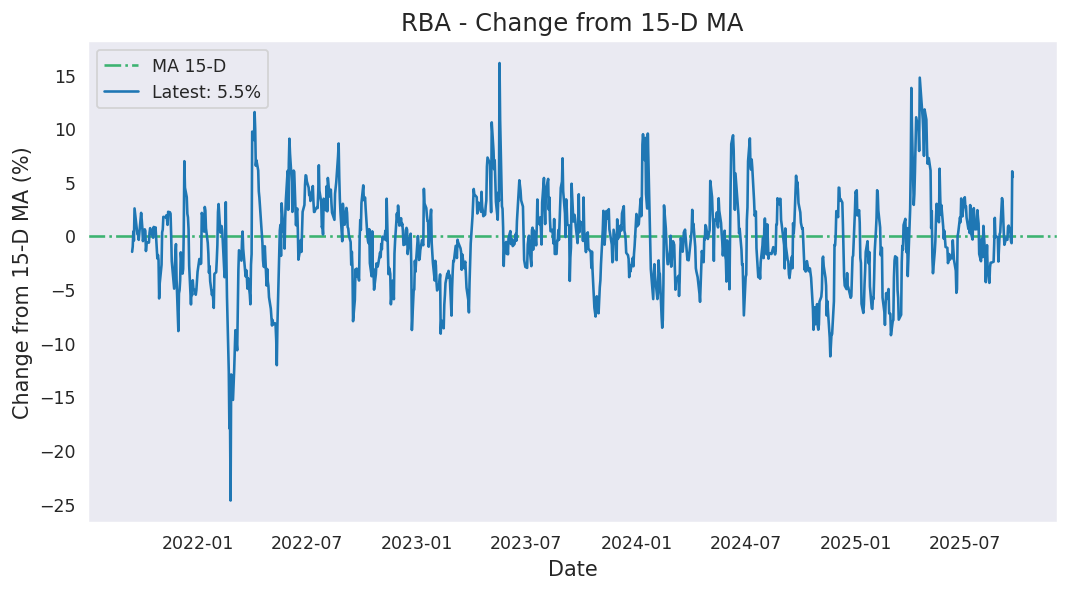 RBA - Change from 15-D MA
MA 15-D
Latest: 5.5%
Change from 15-D MA (%)
15
10
5
0
−5
−10
−15
−20
−25
2022-01 2022-07 2023-01 2023-07 2024-01 2024-07 2025-01 2025-07
Date